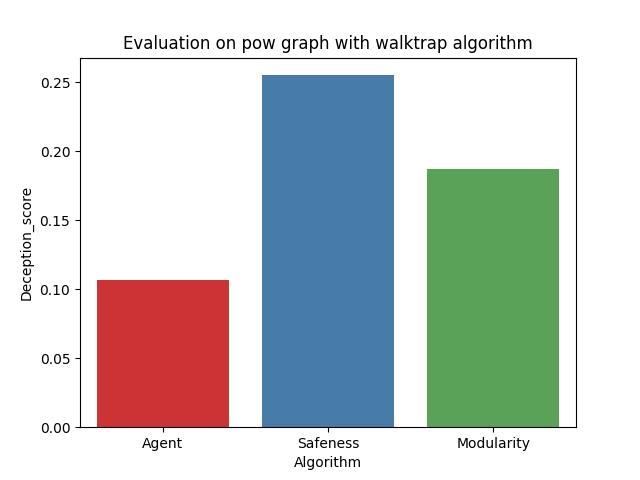 Evaluation on pow graph with walktrap algorithm
0.25
0.20
0.15
0.10
0.05
0.00
Deception_score
Agent
Safeness
Modularity
Algorithm